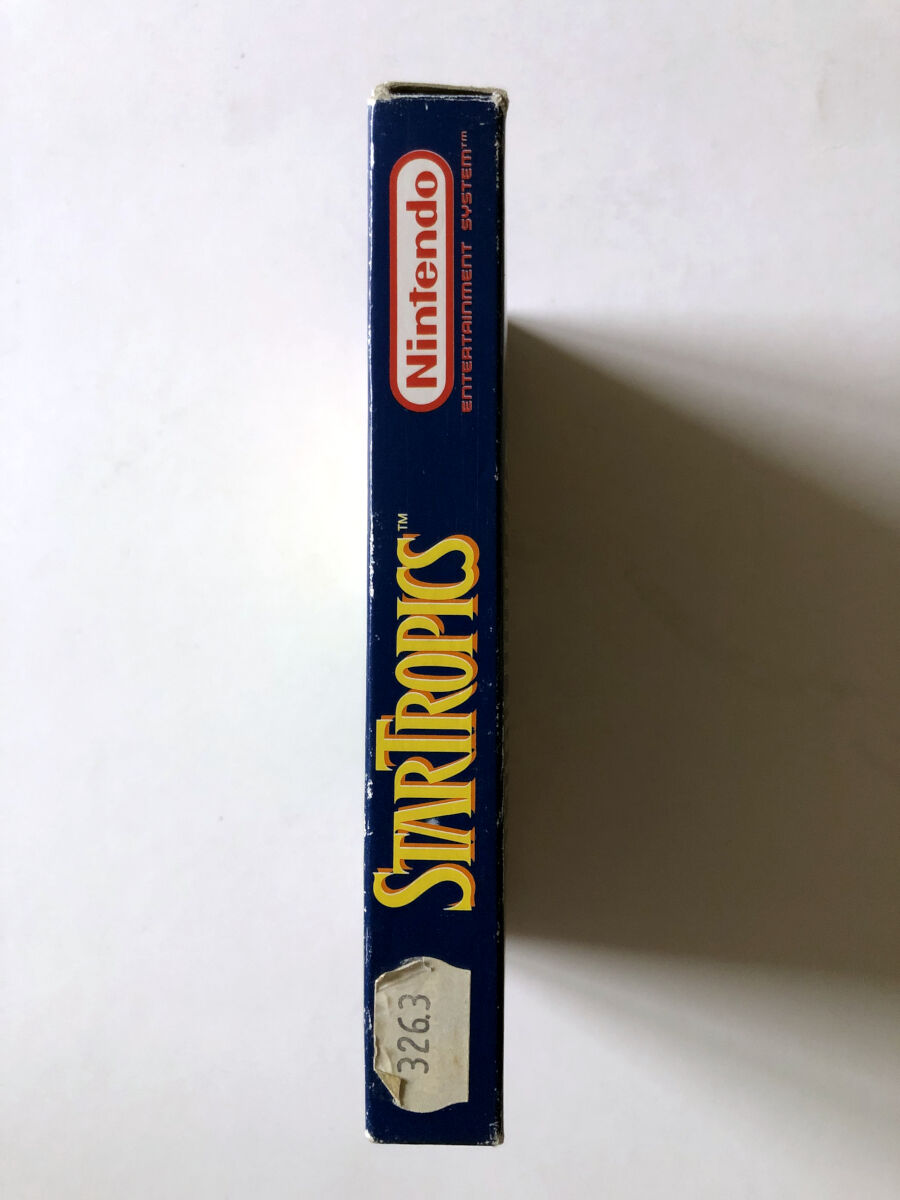 Nintendo
ENTERTAINMENT SYSTEM™
STARTROPICS™
326.3